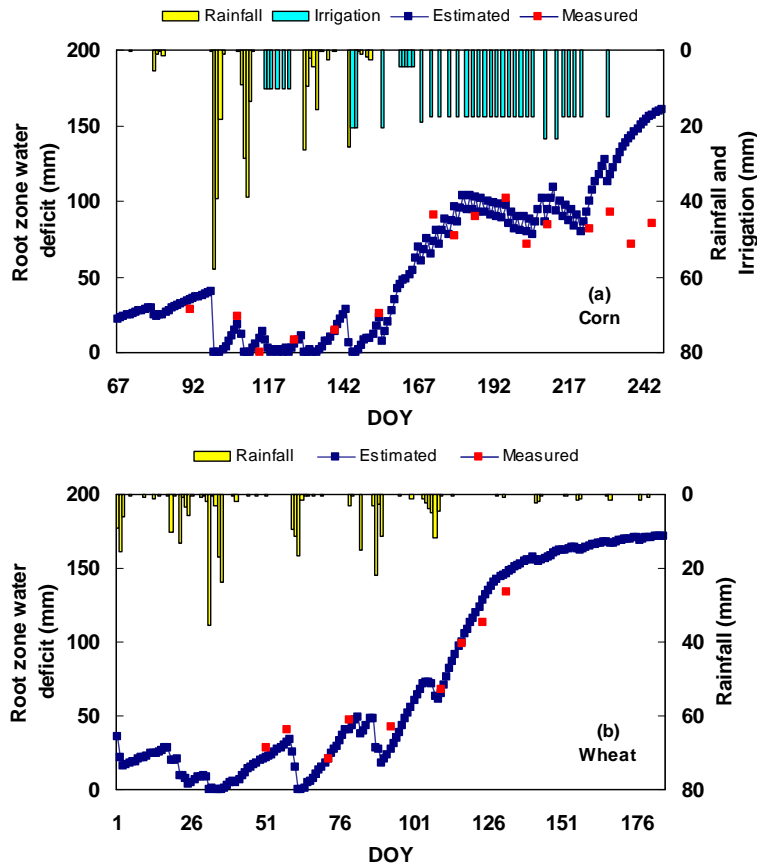 Rainfall Irrigation Estimated Measured
200 0
150 20
100 40
50 60
0 80
Root zone water
deficit (mm)
Rainfall and
Irrigation (mm)
(a)
Corn
67 92 117 142 167 192 217 242
DOY
Rainfall Estimated Measured
200 0
150 20
100 40
50 60
0 80
Root zone water
deficit (mm)
Rainfall (mm)
(b)
Wheat
1 26 51 76 101 126 151 176
DOY